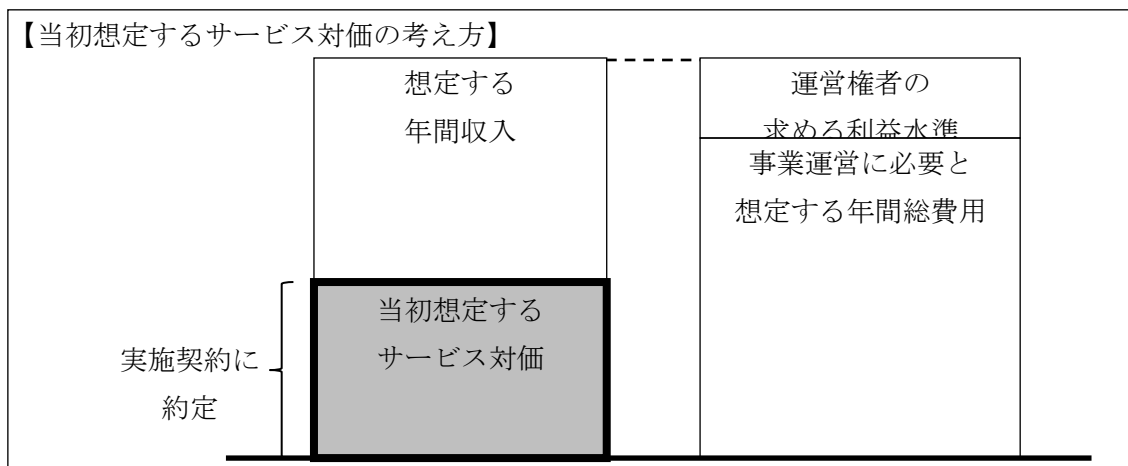 【当初想定するサービス対価の考え方】
想定する
年間収入
運営権者の
求める利益水準
事業運営に必要と
想定する年間総費用
当初想定する
サービス対価
実施契約に
約定